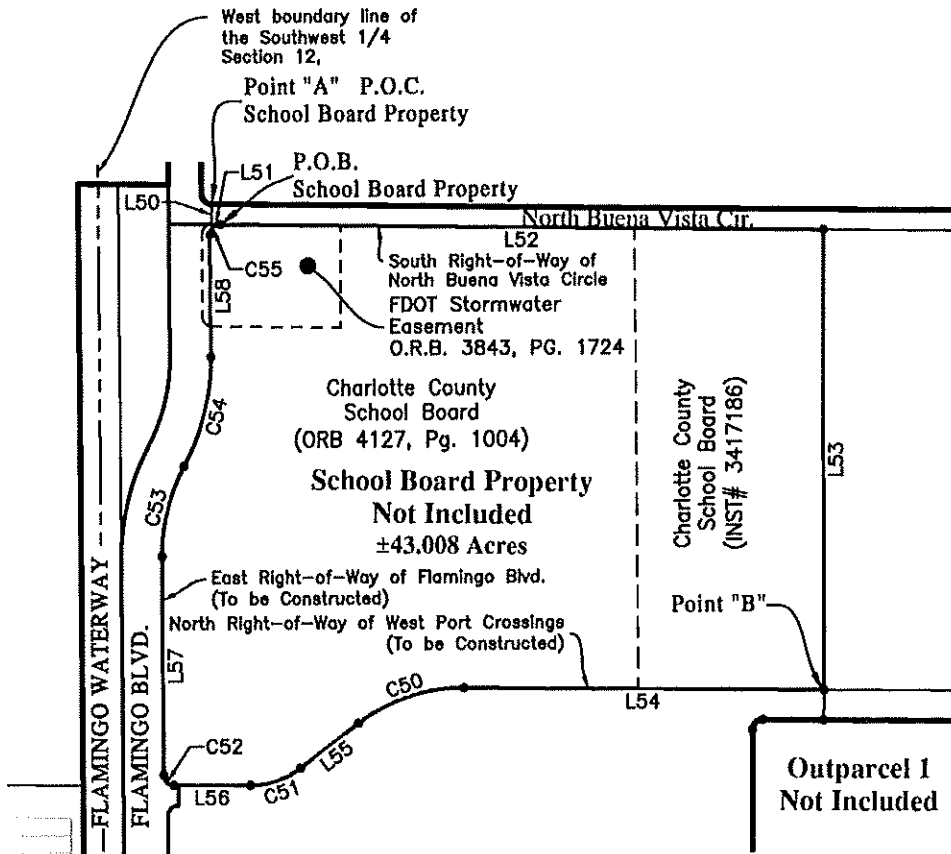 West boundary line of
the Southwest 1/4
Section 12,
Point "A" P.O.C.
School Board Property
P.O.B.
School Board Property
L51
L50
North Buena Vista Cir.
L52
C55
South Right-of-Way of
North Buena Vista Circle
L58
FDOT Stormwater
Easement
O.R.B. 3843, PG. 1724
Charlotte County
School Board
(ORB 4127, Pg. 1004)
C54
Charlotte County
School Board
(INST# 3417186)
L53
School Board Property
Not Included
±43.008 Acres
C53
East Right-of-Way of Flamingo Blvd.
(To be Constructed)
North Right-of-Way of West Port Crossings
(To be Constructed)
Point "B"
FLAMINGO WATERWAY
FLAMINGO BLVD.
L57
C50
L54
C52
L55
L56
C51
Outparcel 1
Not Included